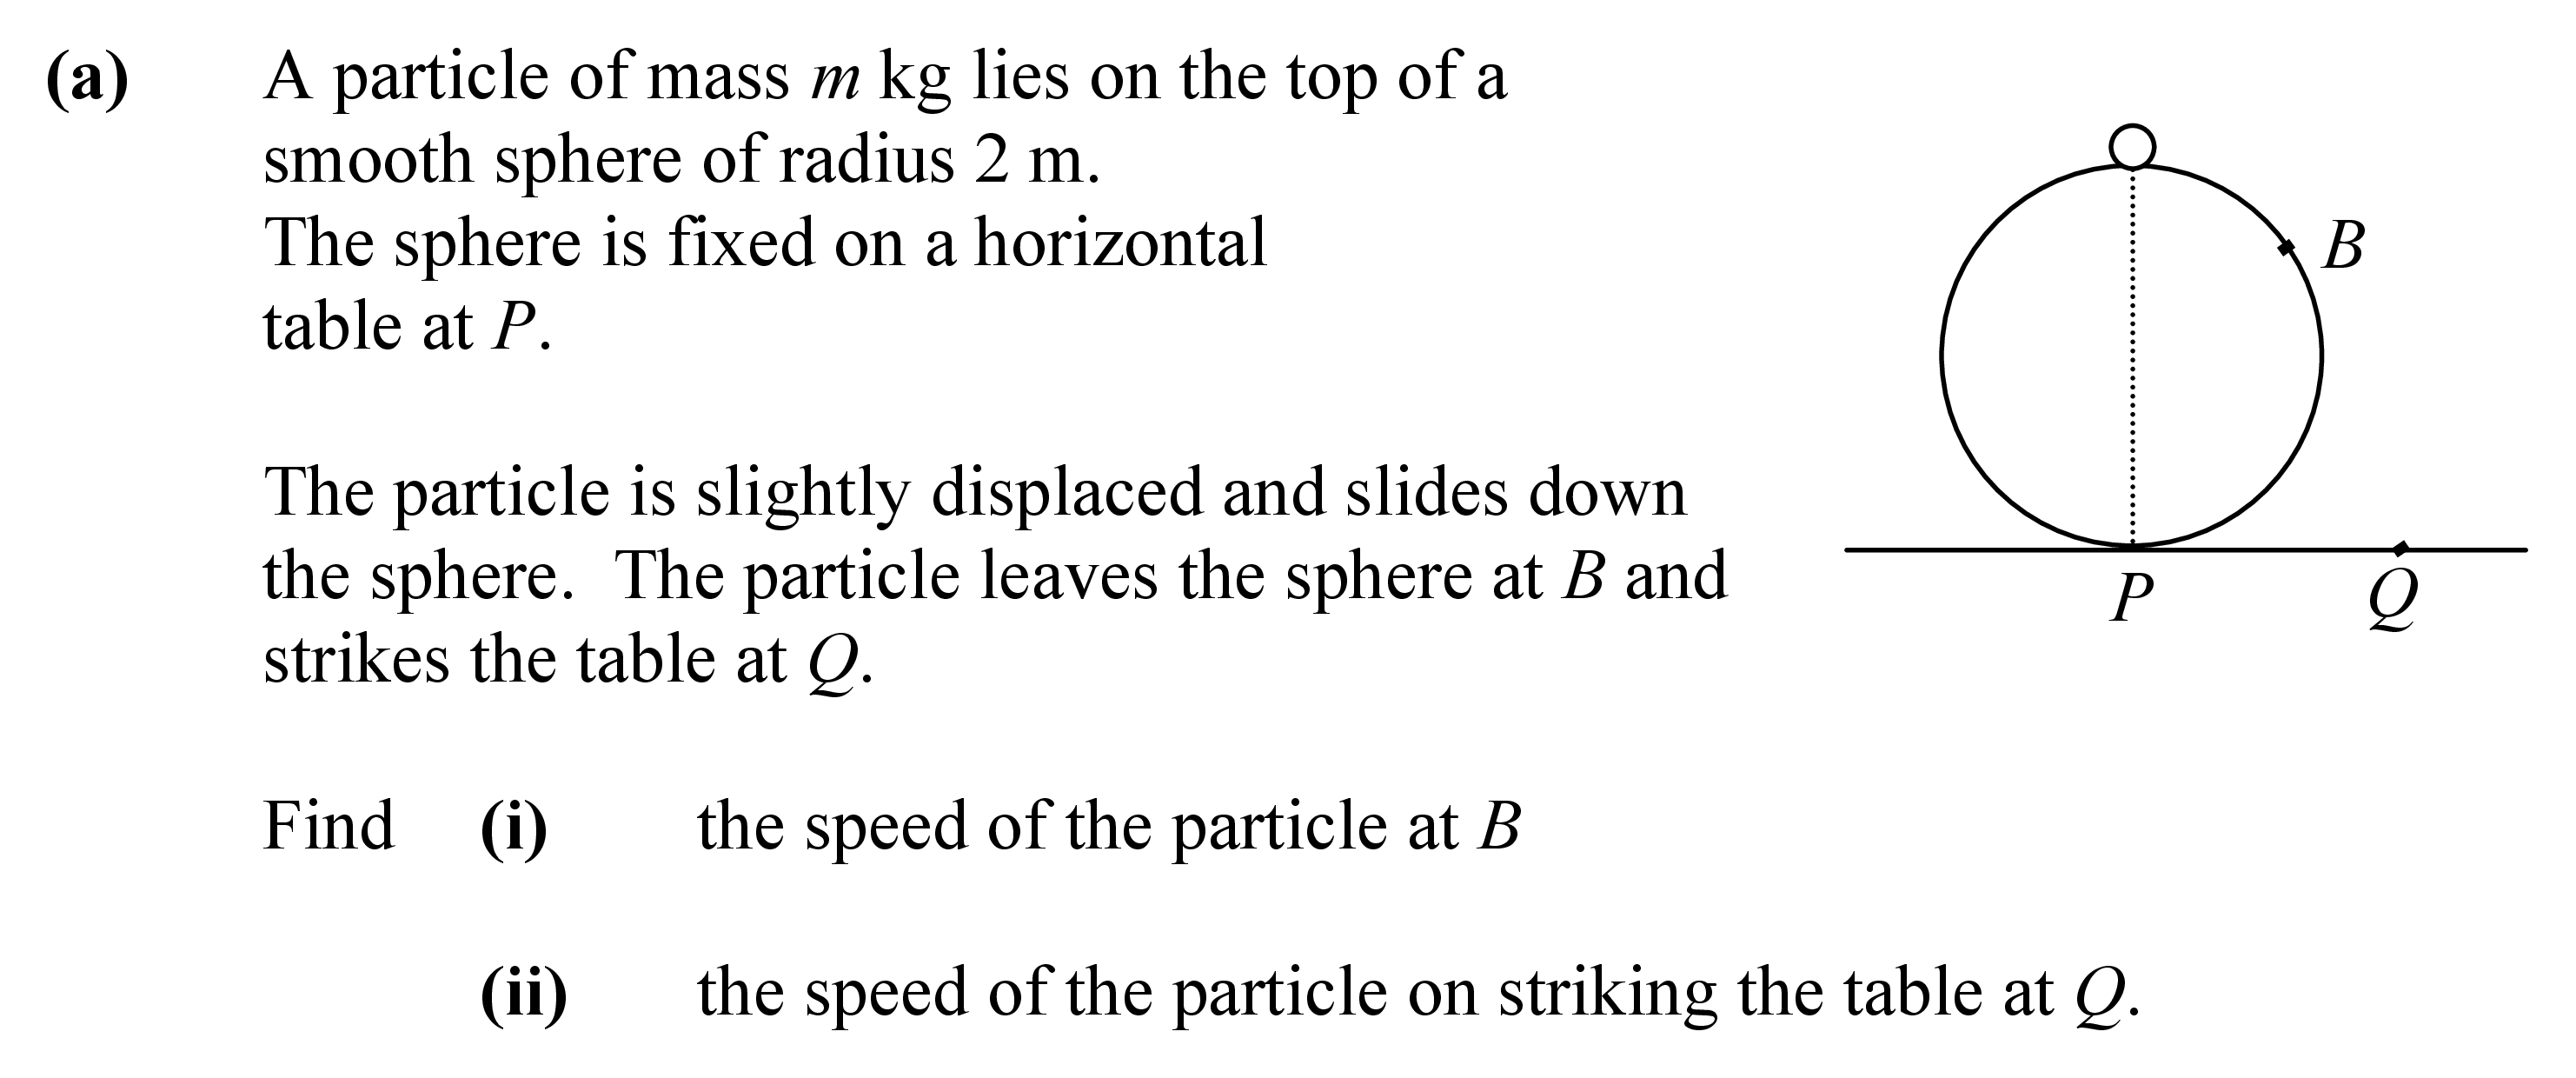 (a) A particle of mass m kg lies on the top of a
smooth sphere of radius 2 m.
The sphere is fixed on a horizontal
table at P.
The particle is slightly displaced and slides down
the sphere. The particle leaves the sphere at B and
strikes the table at Q.
Find (i) the speed of the particle at B
(ii) the speed of the particle on striking the table at Q.
B
P
Q